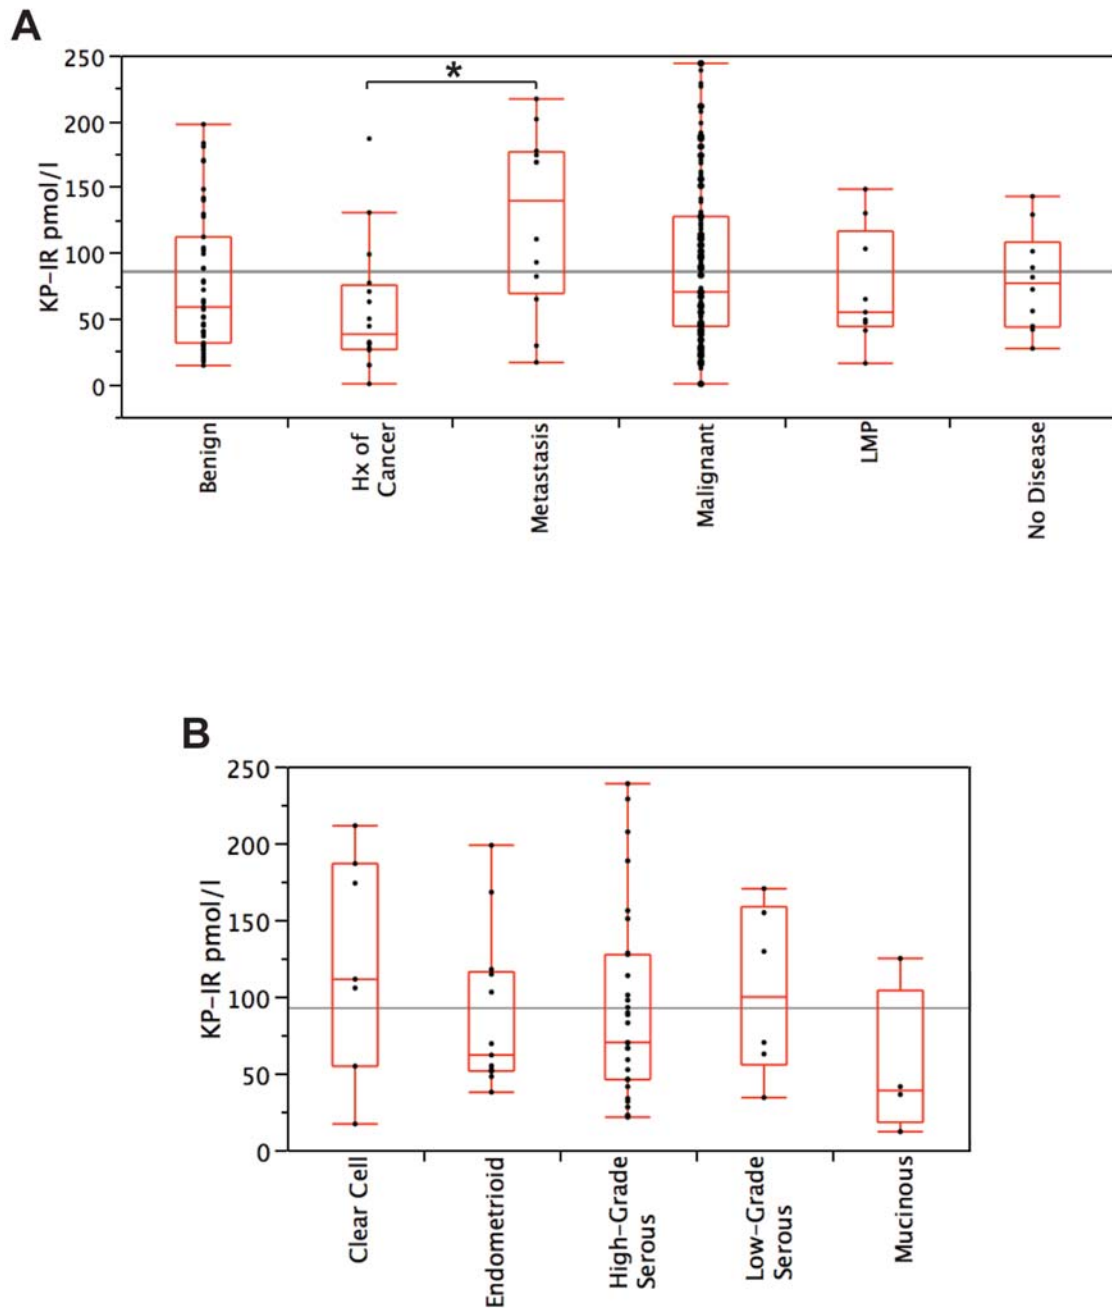 A
250
200
150
100
50
0
KP-IR pmol/l
*
Benign
Hx of
Cancer
Metastasis
Malignant
LMP
No Disease
B
250
200
150
100
50
0
KP-IR pmol/l
Clear Cell
Endometrioid
High-Grade
Serous
Low-Grade
Serous
Mucinous